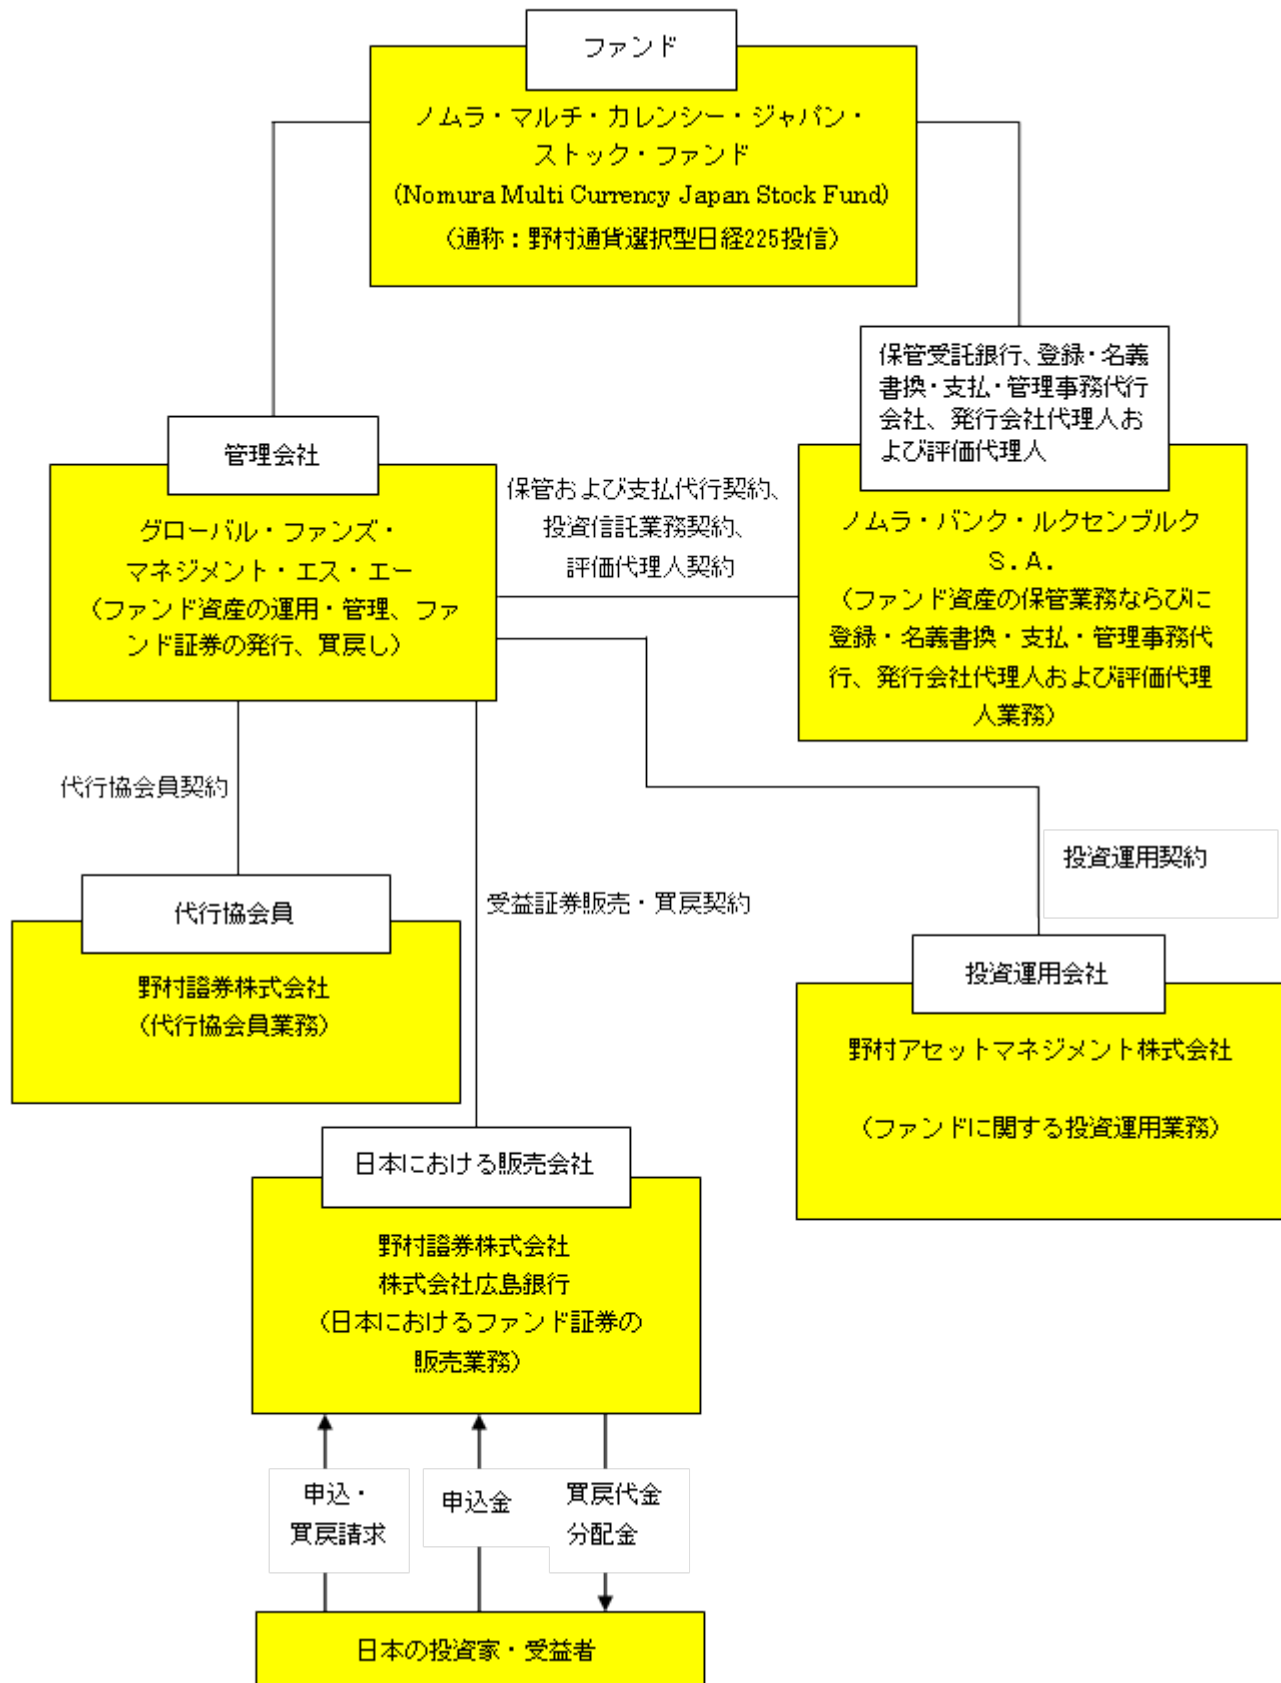 ファンド
ノムラ・マルチ・カレンシー・ジャパン・
ストック・ファンド
(Nomura Multi Currency Japan Stock Fund)
（通称：野村通貨選択型日経225投信）
保管受託銀行、登録・名義
書換・支払・管理事務代行
会社、発行会社代理人お
よび評価代理人
管理会社
グローバル・ファンズ・
マネジメント・エス・エー
（ファンド資産の運用・管理、ファ
ンド証券の発行、買戻し）
保管および支払代行契約、
投資信託業務契約、
評価代理人契約
ノムラ・バンク・ルクセンブルク
Ｓ．Ａ．
（ファンド資産の保管業務ならびに
登録・名義書換・支払・管理事務代
行、発行会社代理人および評価代理
人業務）
代行協会員契約
受益証券販売・買戻契約
投資運用契約
代行協会員
野村證券株式会社
（代行協会員業務）
投資運用会社
野村アセットマネジメント株式会社
（ファンドに関する投資運用業務）
日本における販売会社
野村證券株式会社
株式会社広島銀行
（日本におけるファンド証券の
販売業務）
申込・
買戻請求
申込金
買戻代金
分配金
日本の投資家・受益者